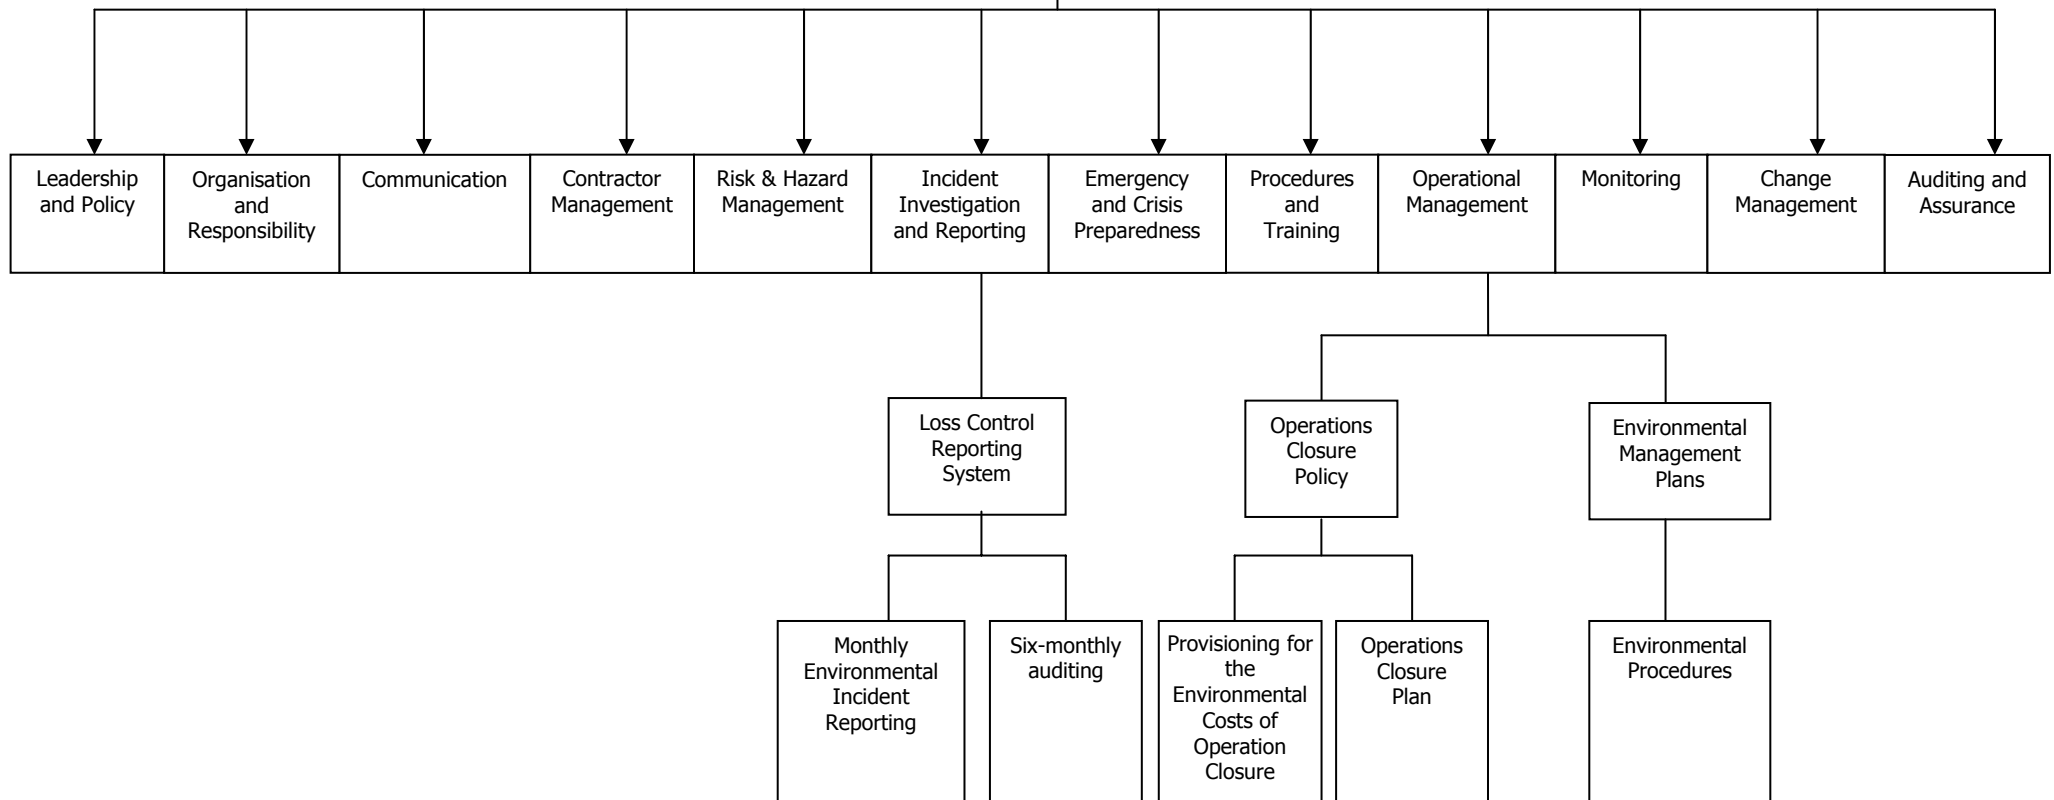 Leadership
and Policy
Organisation
and
Responsibility
Communication
Contractor
Management
Risk & Hazard
Management
Incident
Investigation
and Reporting
Emergency
and Crisis
Preparedness
Procedures
and
Training
Operational
Management
Monitoring
Change
Management
Auditing and
Assurance
Loss Control
Reporting
System
Operations
Closure
Policy
Environmental
Management
Plans
Monthly
Environmental
Incident
Reporting
Six-monthly
auditing
Provisioning for
the
Environmental
Costs of
Operation
Closure
Operations
Closure
Plan
Environmental
Procedures